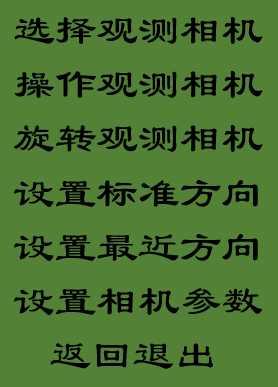 选择观测相机
操作观测相机
旋转观测相机
设置标准方向
设置最近方向
设置相机参数
返回退出